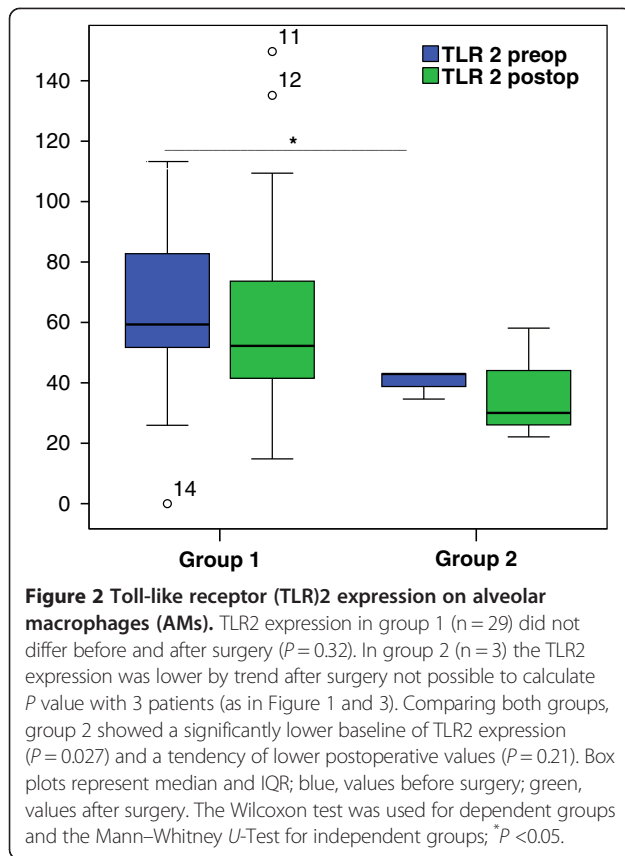 11
12
TLR 2 preop
TLR 2 postop
140
120
*
100
80
60
40
20
14
0
Group 1 Group 2
Figure 2 Toll-like receptor (TLR)2 expression on alveolar
macrophages (AMs). TLR2 expression in group 1 (n = 29) did not
differ before and after surgery (P = 0.32). In group 2 (n = 3) the TLR2
expression was lower by trend after surgery not possible to calculate
P value with 3 patients (as in Figure 1 and 3). Comparing both groups,
group 2 showed a significantly lower baseline of TLR2 expression
(P = 0.027) and a tendency of lower postoperative values (P = 0.21). Box
plots represent median and IQR; blue, values before surgery; green,
values after surgery. The Wilcoxon test was used for dependent groups
and the Mann–Whitney U-Test for independent groups; *P <0.05.